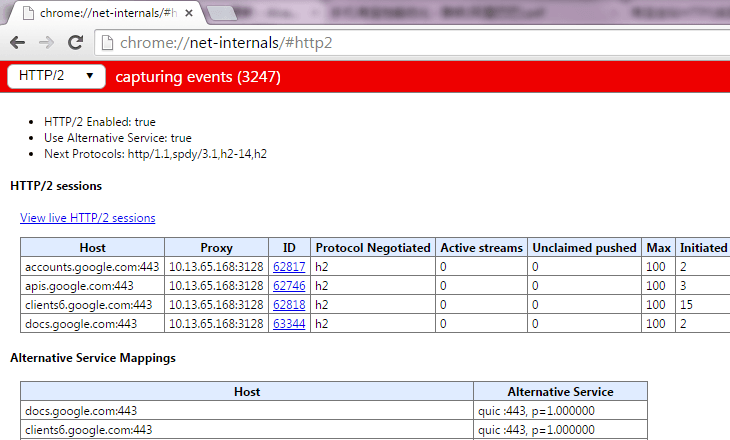 chrome://net-internals/#h
chrome://net-internals/#http2
HTTP/2 ▼ capturing events (3247)
• HTTP/2 Enabled: true
• Use Alternative Service: true
• Next Protocols: http/1.1,spdy/3.1,h2-14,h2
HTTP/2 sessions
View live HTTP/2 sessions
Host Proxy ID Protocol Negotiated Active streams Unclaimed pushed Max Initiated
accounts.google.com:443 10.13.65.168:3128 62817 h2 0 0 100 2
apis.google.com:443 10.13.65.168:3128 62746 h2 0 0 100 3
clients6.google.com:443 10.13.65.168:3128 62818 h2 0 0 100 15
docs.google.com:443 10.13.65.168:3128 63344 h2 0 0 100 2
Alternative Service Mappings
Host Alternative Service
docs.google.com:443 quic :443, p=1.000000
clients6.google.com:443 quic :443, p=1.000000